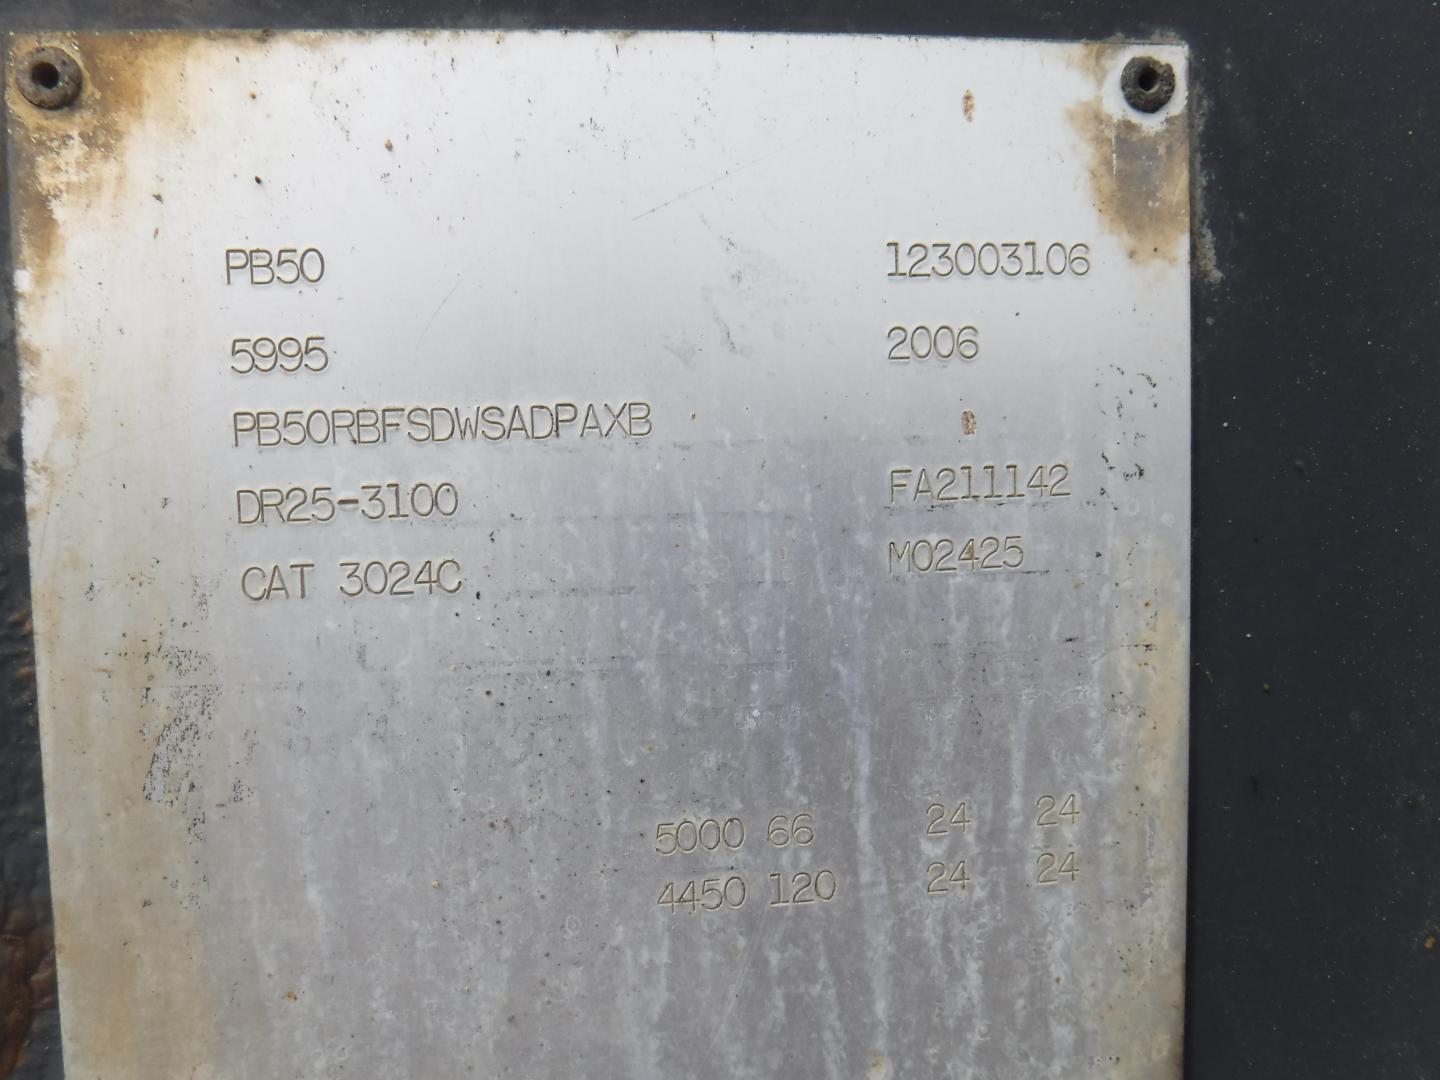 PB50 123003106
5995 2006
PB50RBFSDWSADPAXB
DR25-3100 FA211142
CAT 3024C M02425
5000 66 24 24
4450 120 24 24